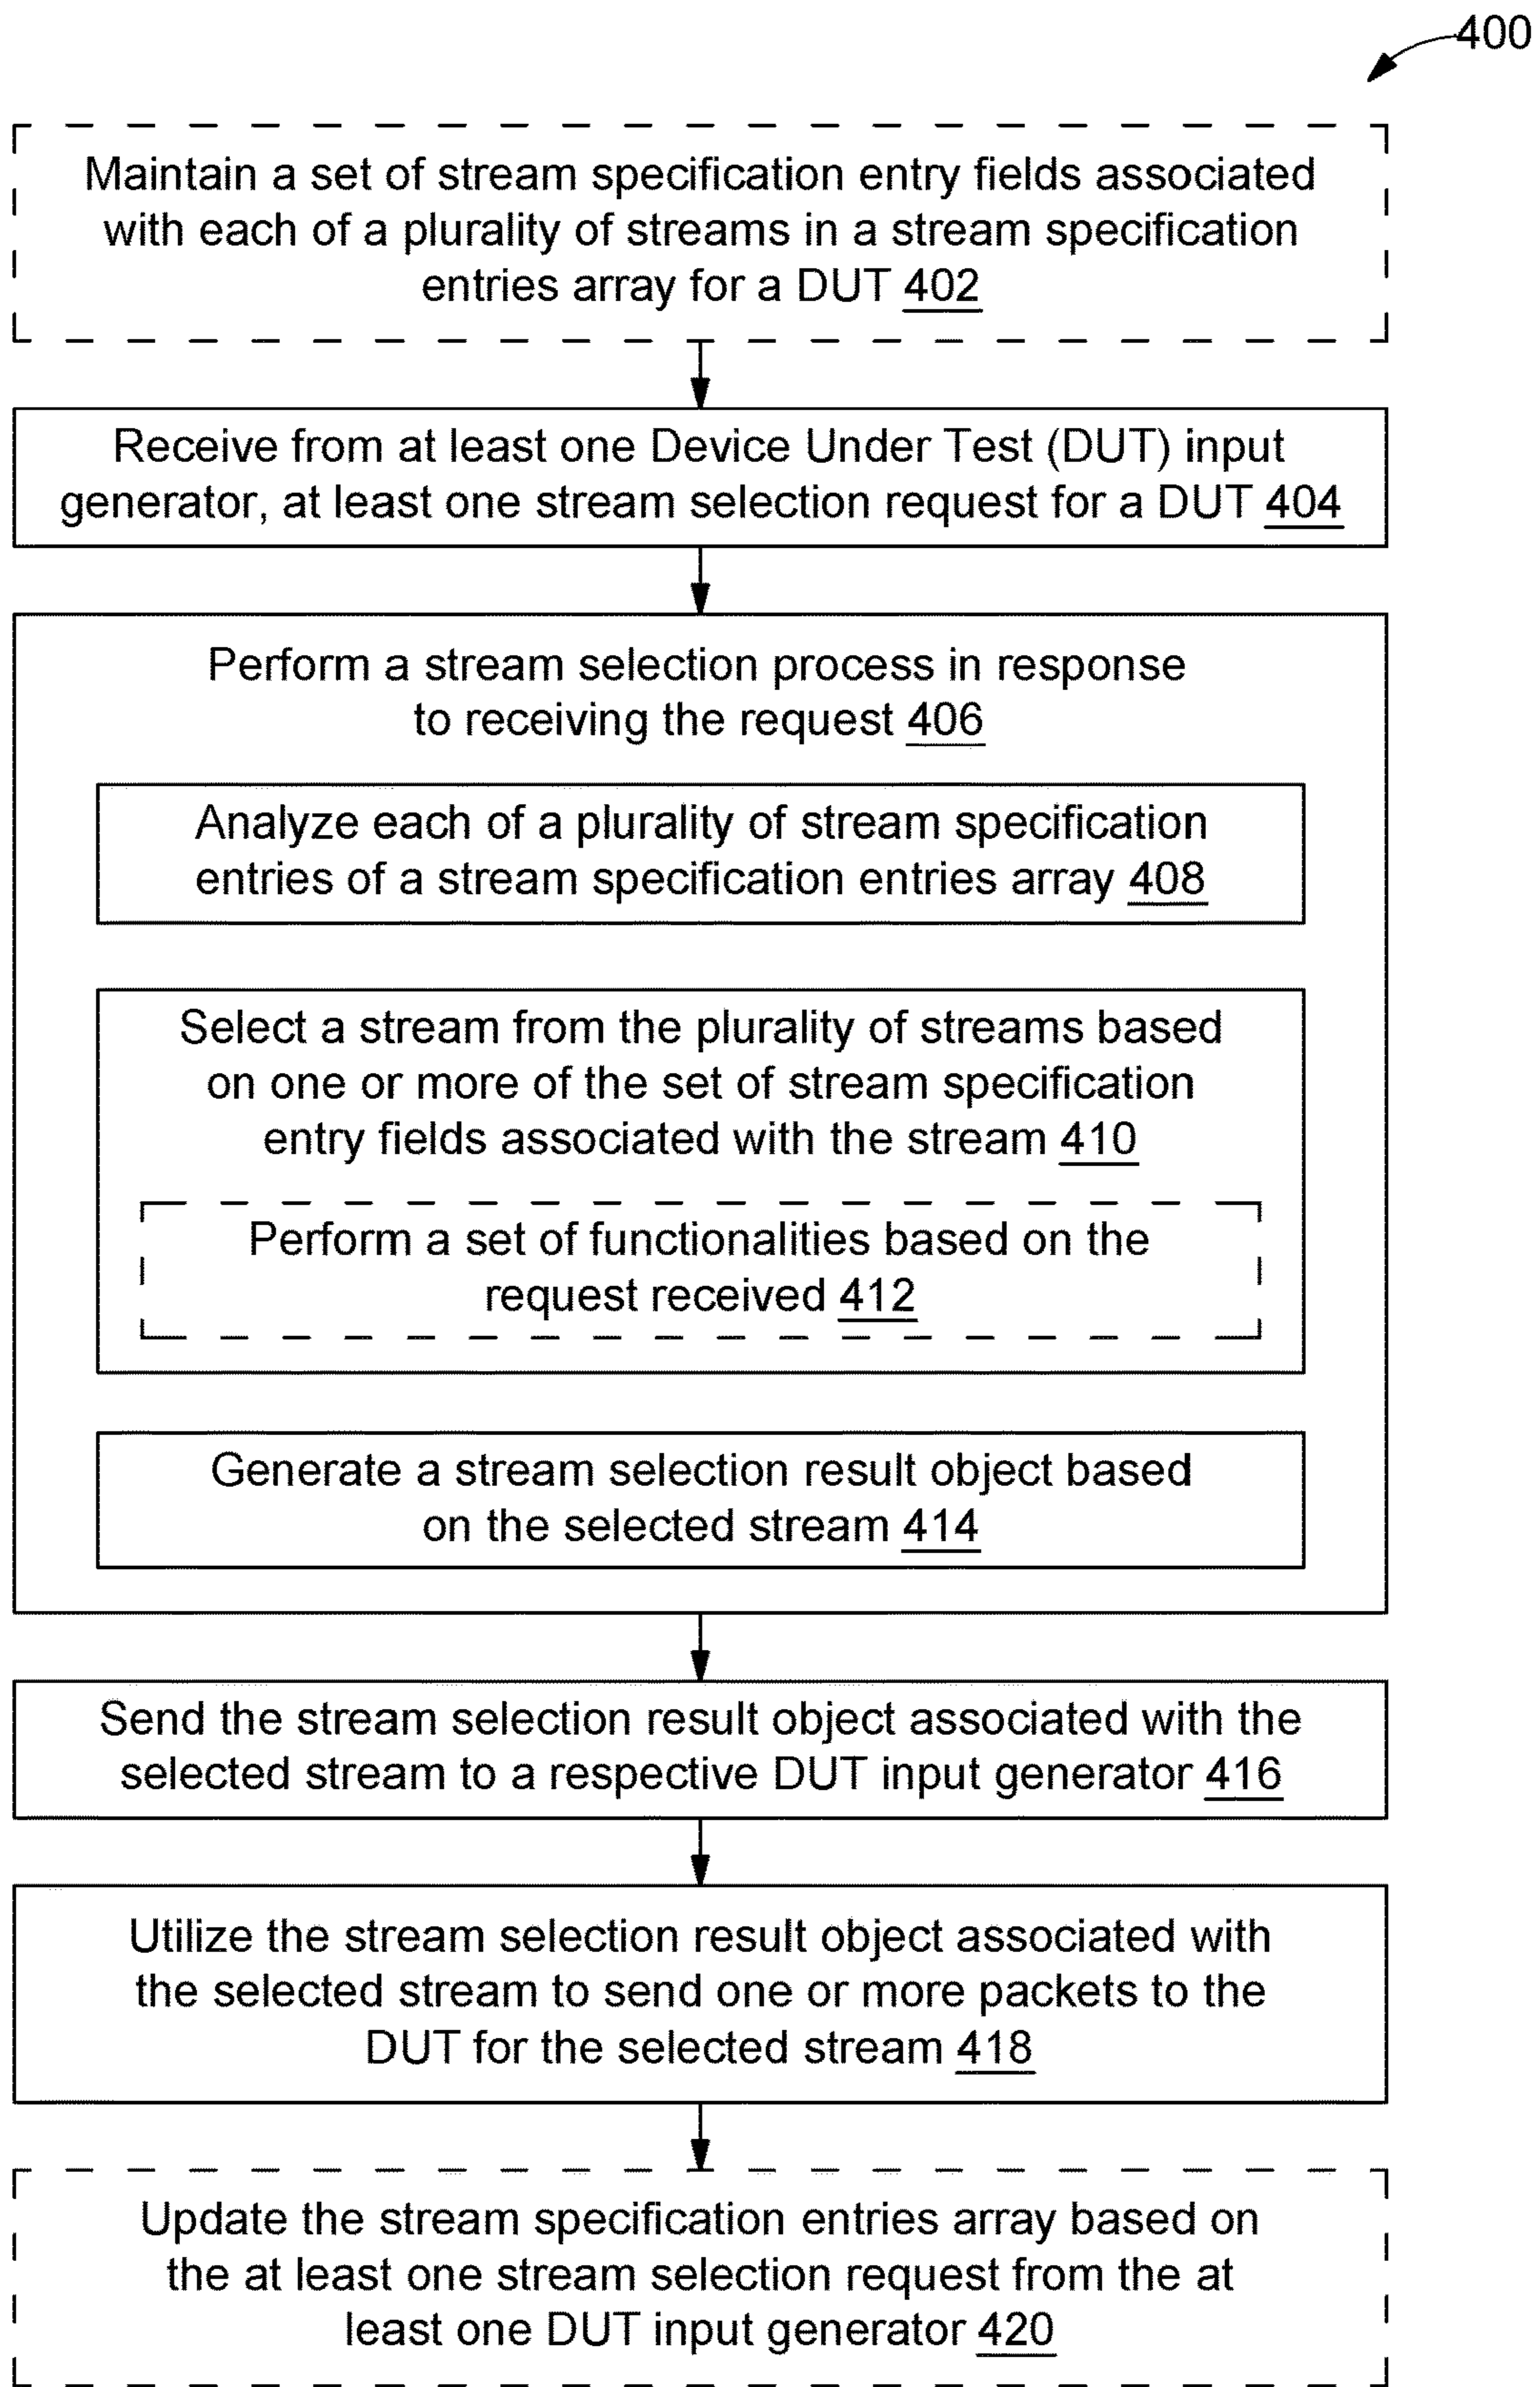 400
Maintain a set of stream specification entry fields associated
with each of a plurality of streams in a stream specification
entries array for a DUT 402
Receive from at least one Device Under Test (DUT) input
generator, at least one stream selection request for a DUT 404
Perform a stream selection process in response
to receiving the request 406
Analyze each of a plurality of stream specification
entries of a stream specification entries array 408
Select a stream from the plurality of streams based
on one or more of the set of stream specification
entry fields associated with the stream 410
Perform a set of functionalities based on the
request received 412
Generate a stream selection result object based
on the selected stream 414
Send the stream selection result object associated with the
selected stream to a respective DUT input generator 416
Utilize the stream selection result object associated with
the selected stream to send one or more packets to the
DUT for the selected stream 418
Update the stream specification entries array based on
the at least one stream selection request from the at
least one DUT input generator 420